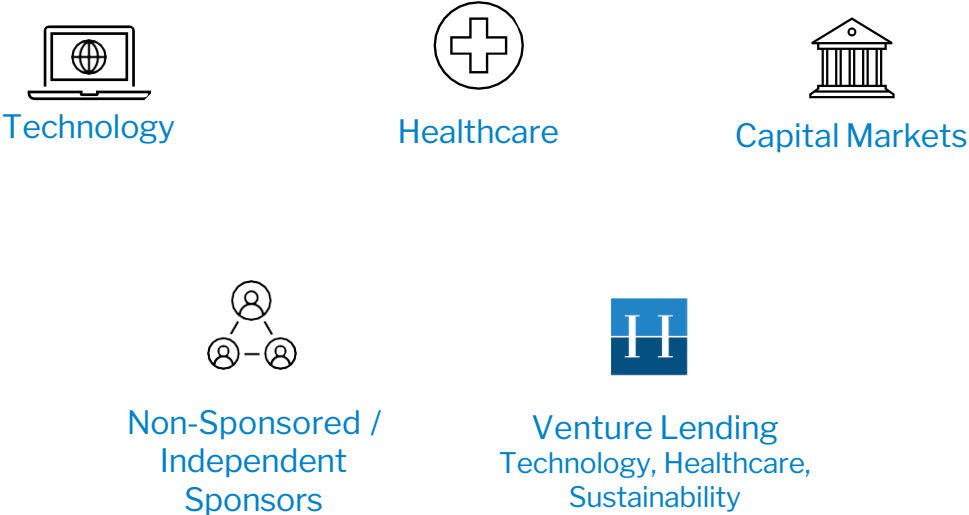 Technology
Healthcare
Capital Markets
Non-Sponsored /
Independent
Sponsors
H
Venture Lending
Technology, Healthcare,
Sustainability